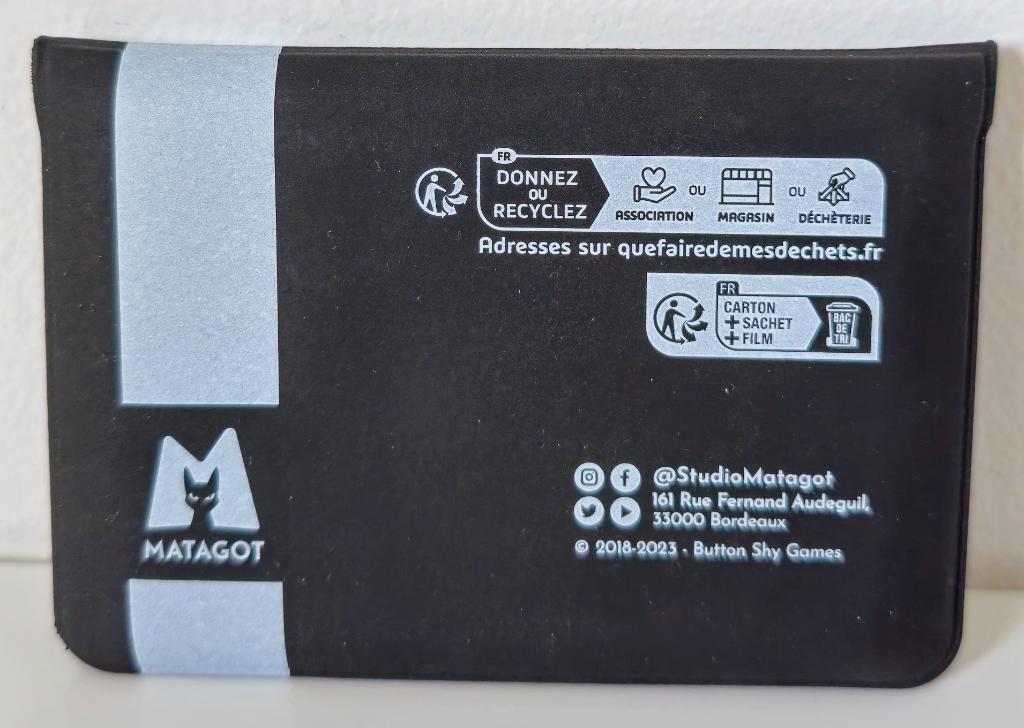 FR
DONNEZ
OU
RECYCLEZ
ASSOCIATION OU MAGASIN OU DÉCHÈTERIE
Adresses sur quefairedemesdechets.fr
FR
CARTON
+ SACHET
+ FILM
BAC
DE
TRI
MATAGOT
@StudioMatagot
161 Rue Fernand Audeguil,
33000 Bordeaux
© 2018-2023 - Button Shy Games